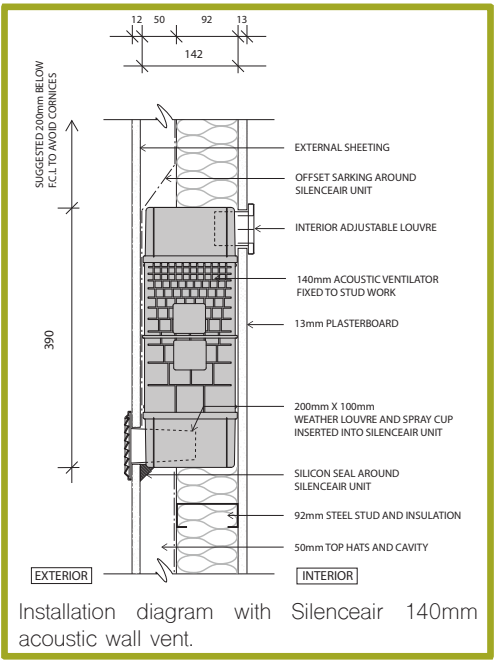 12 50 92 13
142
SUGGESTED 200mm BELOW
F.C.L TO AVOID CORNICES
390
EXTERNAL SHEETING
OFFSET SARKING AROUND
SILENCEAIR UNIT
INTERIOR ADJUSTABLE LOUVRE
140mm ACOUSTIC VENTILATOR
FIXED TO STUD WORK
13mm PLASTERBOARD
200mm X 100mm
WEATHER LOUVRE AND SPRAY CUP
INSERTED INTO SILENCEAIR UNIT
SILICON SEAL AROUND
SILENCEAIR UNIT
92mm STEEL STUD AND INSULATION
50mm TOP HATS AND CAVITY
EXTERIOR
INTERIOR
Installation diagram with Silenceair 140mm
acoustic wall vent.